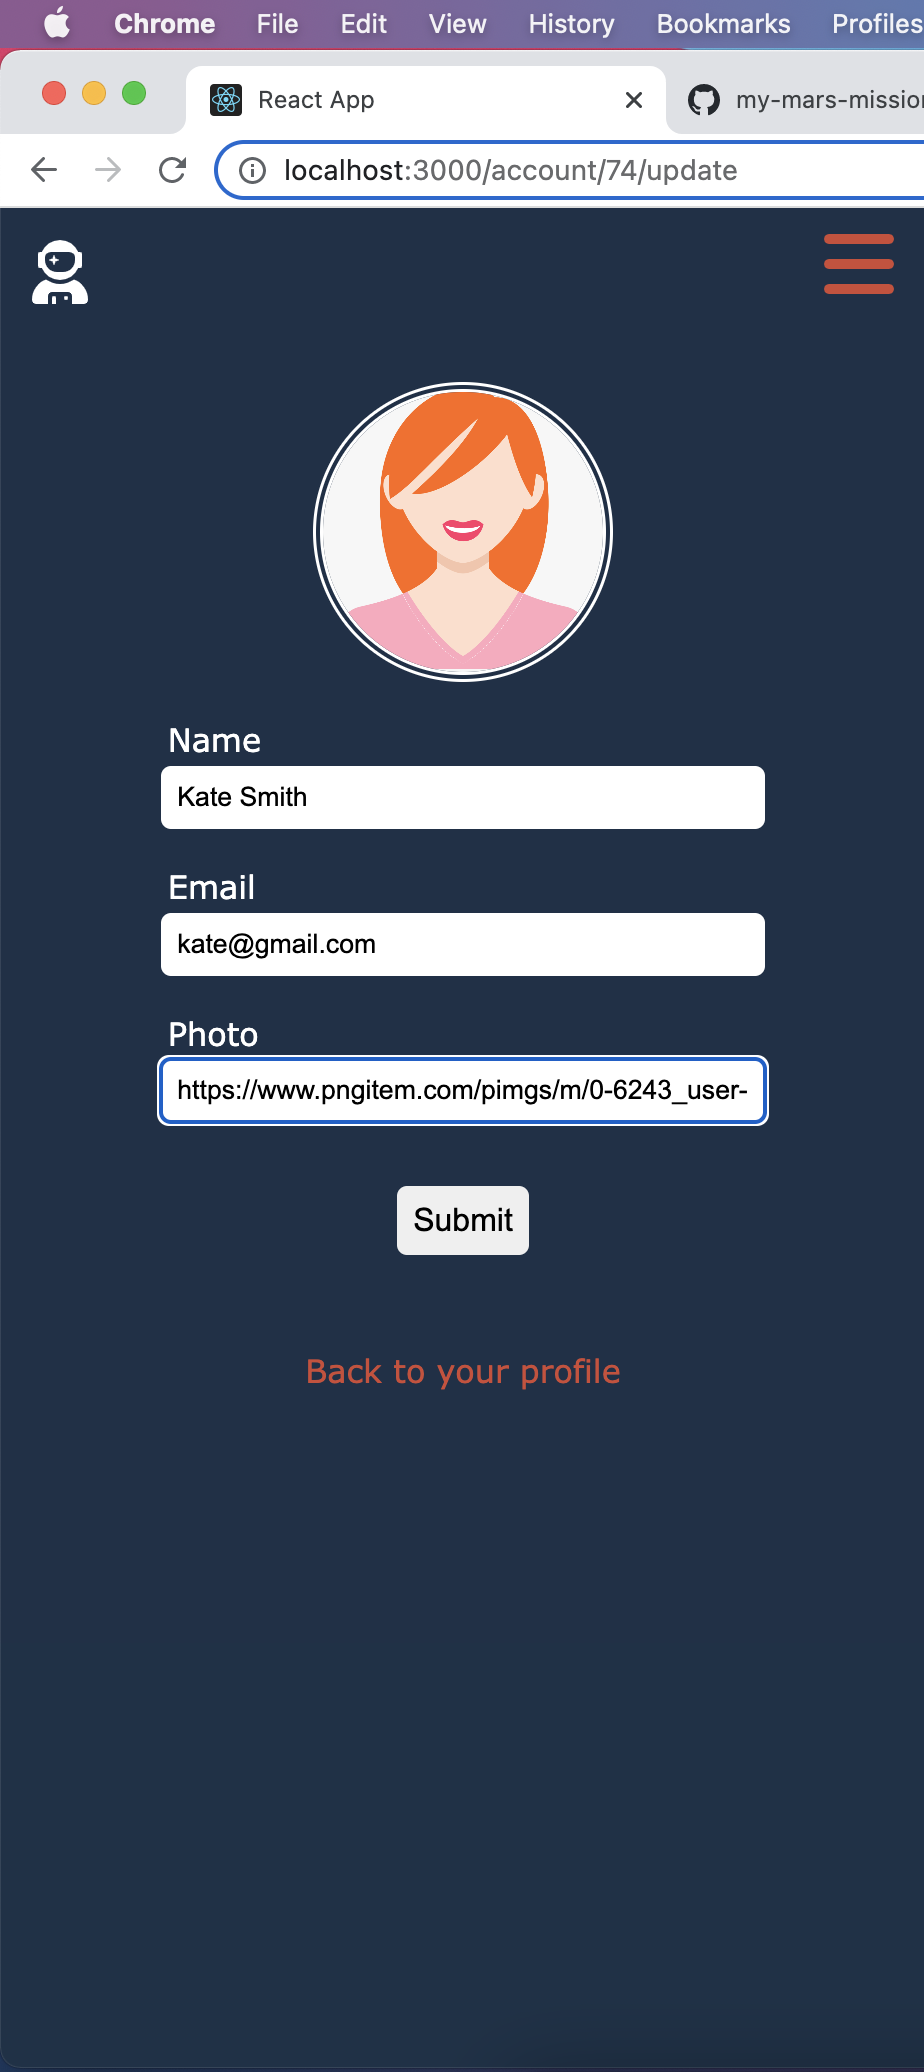 Chrome File Edit View History Bookmarks Profiles
React App my-mars-mission
localhost:3000/account/74/update
Name
Kate Smith
Email
kate@gmail.com
Photo
https://www.pngitem.com/pimgs/m/0-6243_user-
Submit
Back to your profile